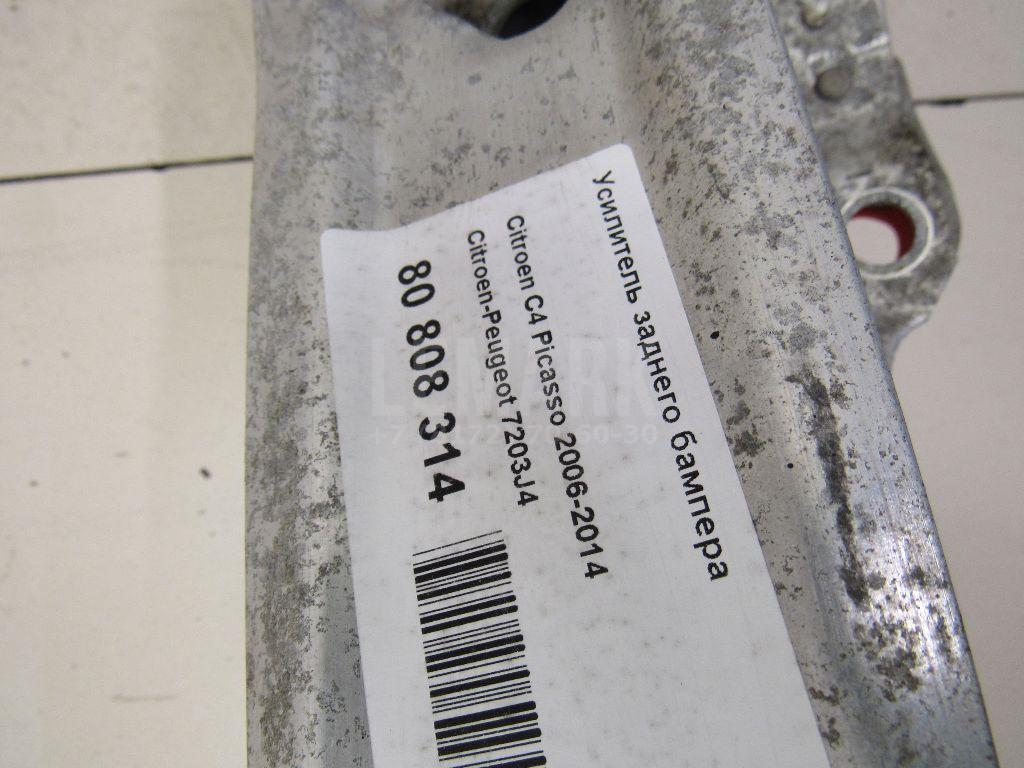 Усилитель заднего бампера
Citroen C4 Picasso 2006-2014
Citroen-Peugeot 7203J4
80 808 314